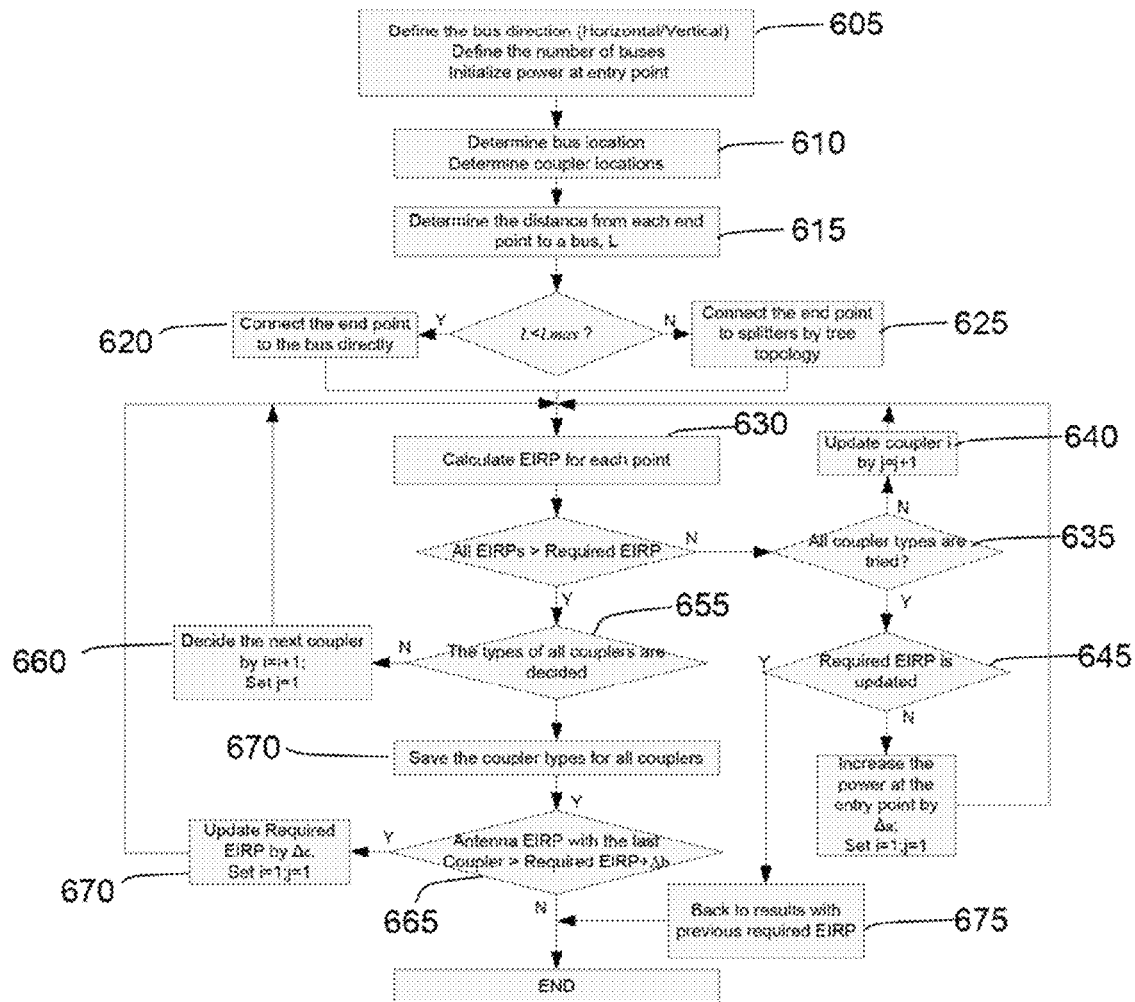 Define the bus direction (Horizontal/Vertical)
Define the number of buses
Initialize power at entry point
605
Determine bus location
Determine coupler locations
610
Determine the distance from each end
point to a bus, L
615
620
Connect the end point
to the bus directly
Y
L<Lmax ?
N
Connect the end point
to splitters by tree
topology
625
630
Calculate EIRP for each point
Update coupler i
by j=j+1
640
N
All EIRPs > Required EIRP
N
All coupler types are
tried?
635
Y
655
Y
660
Decide the next coupler
by i=i+1;
Set j=1
N
The types of all couplers are
decided
Y
Required EIRP is
updated
645
N
670
Save the coupler types for all couplers
Increase the
power at the
entry point by
Δa;
Set i=1;j=1
Y
Update Required
EIRP by Δc.
Set i=1;j=1
Y
Antenna EIRP with the last
Coupler > Required EIRP+Δb
670
665
N
Back to results with
previous required EIRP
675
END